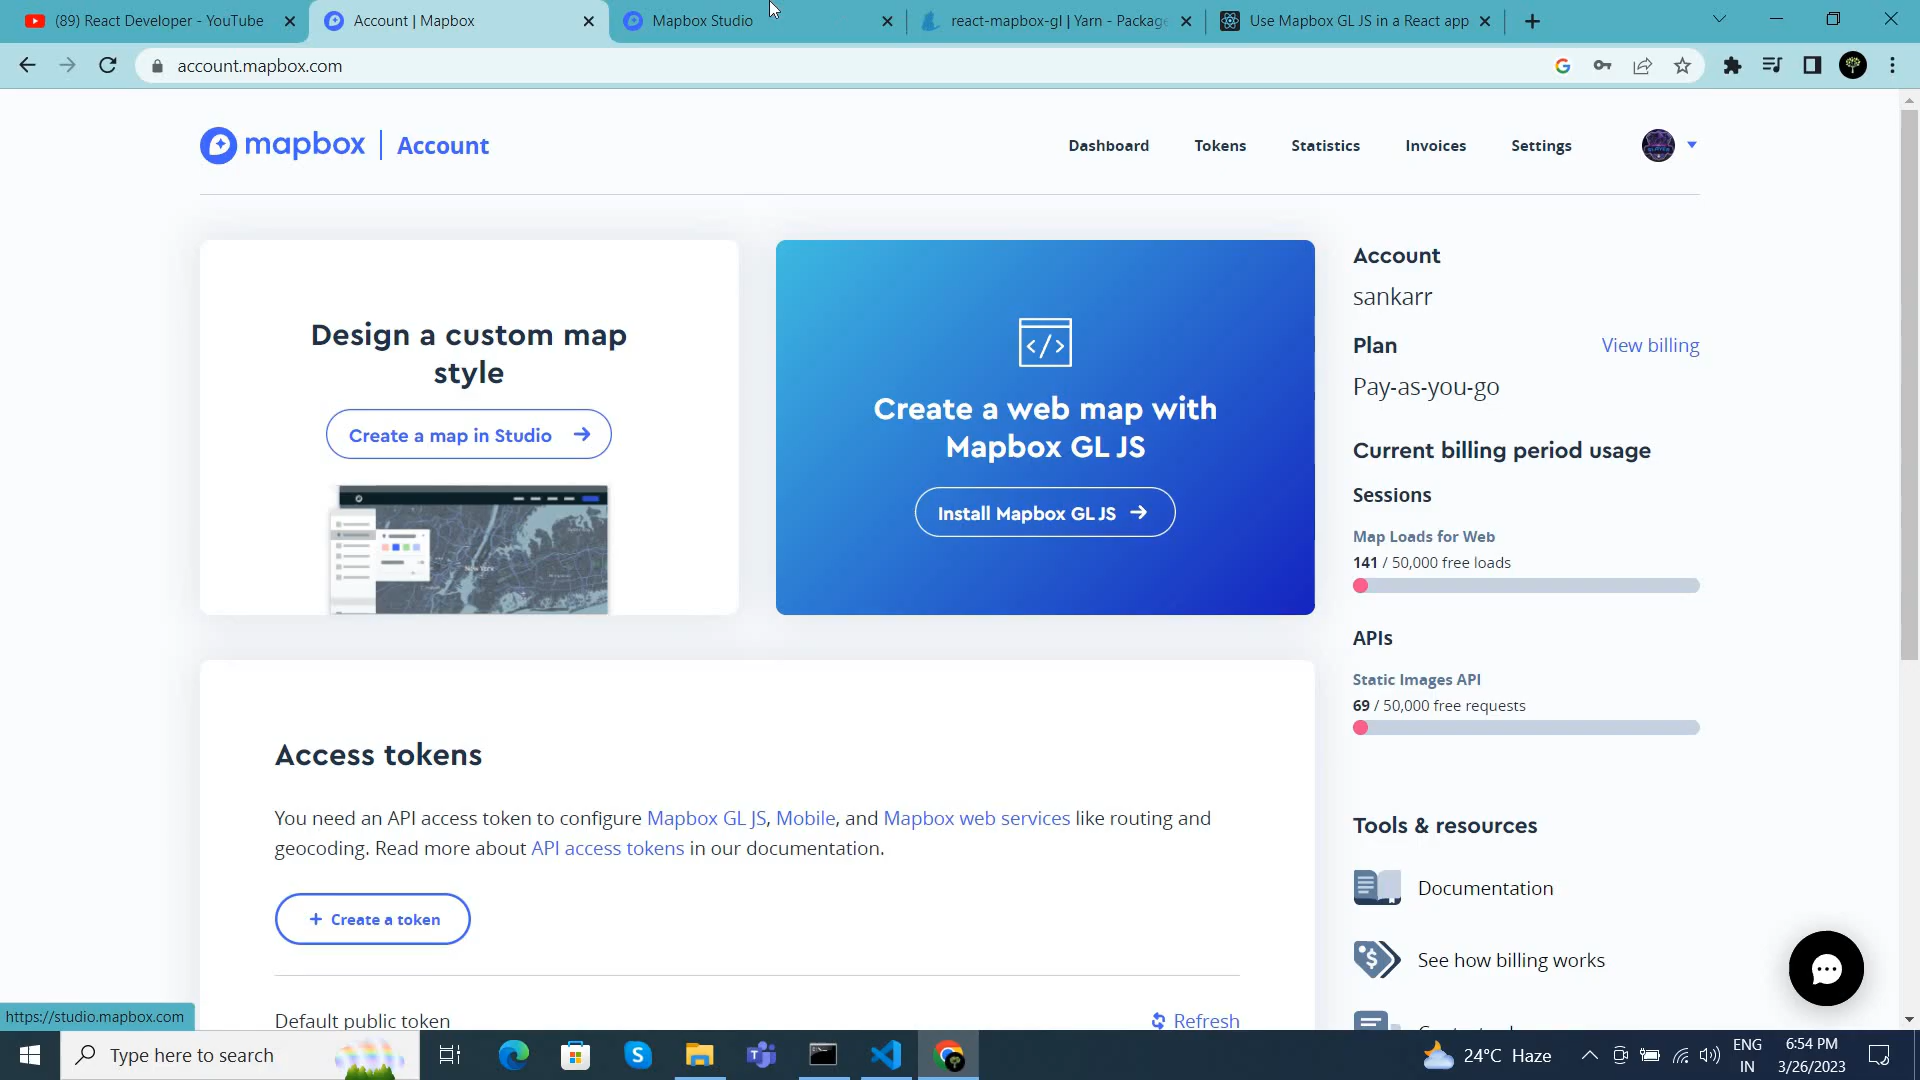 (89) React Developer - YouTube
Account | Mapbox
Mapbox Studio
react-mapbox-gl | Yarn - Package
Use Mapbox GL JS in a React app
account.mapbox.com
mapbox | Account
Dashboard
Tokens
Statistics
Invoices
Settings
Design a custom map
style
Create a map in Studio
Create a web map with
Mapbox GL JS
Install Mapbox GL JS
Account
sankarr
Plan
View billing
Pay-as-you-go
Current billing period usage
Sessions
Map Loads for Web
141 / 50,000 free loads
APIs
Static Images API
69 / 50,000 free requests
Access tokens
You need an API access token to configure Mapbox GL JS, Mobile, and Mapbox web services like routing and
geocoding. Read more about API access tokens in our documentation.
+ Create a token
Default public token
Refresh
Tools & resources
Documentation
See how billing works
https://studio.mapbox.com
Type here to search
24°C Haze
ENG
IN
6:54 PM
3/26/2023